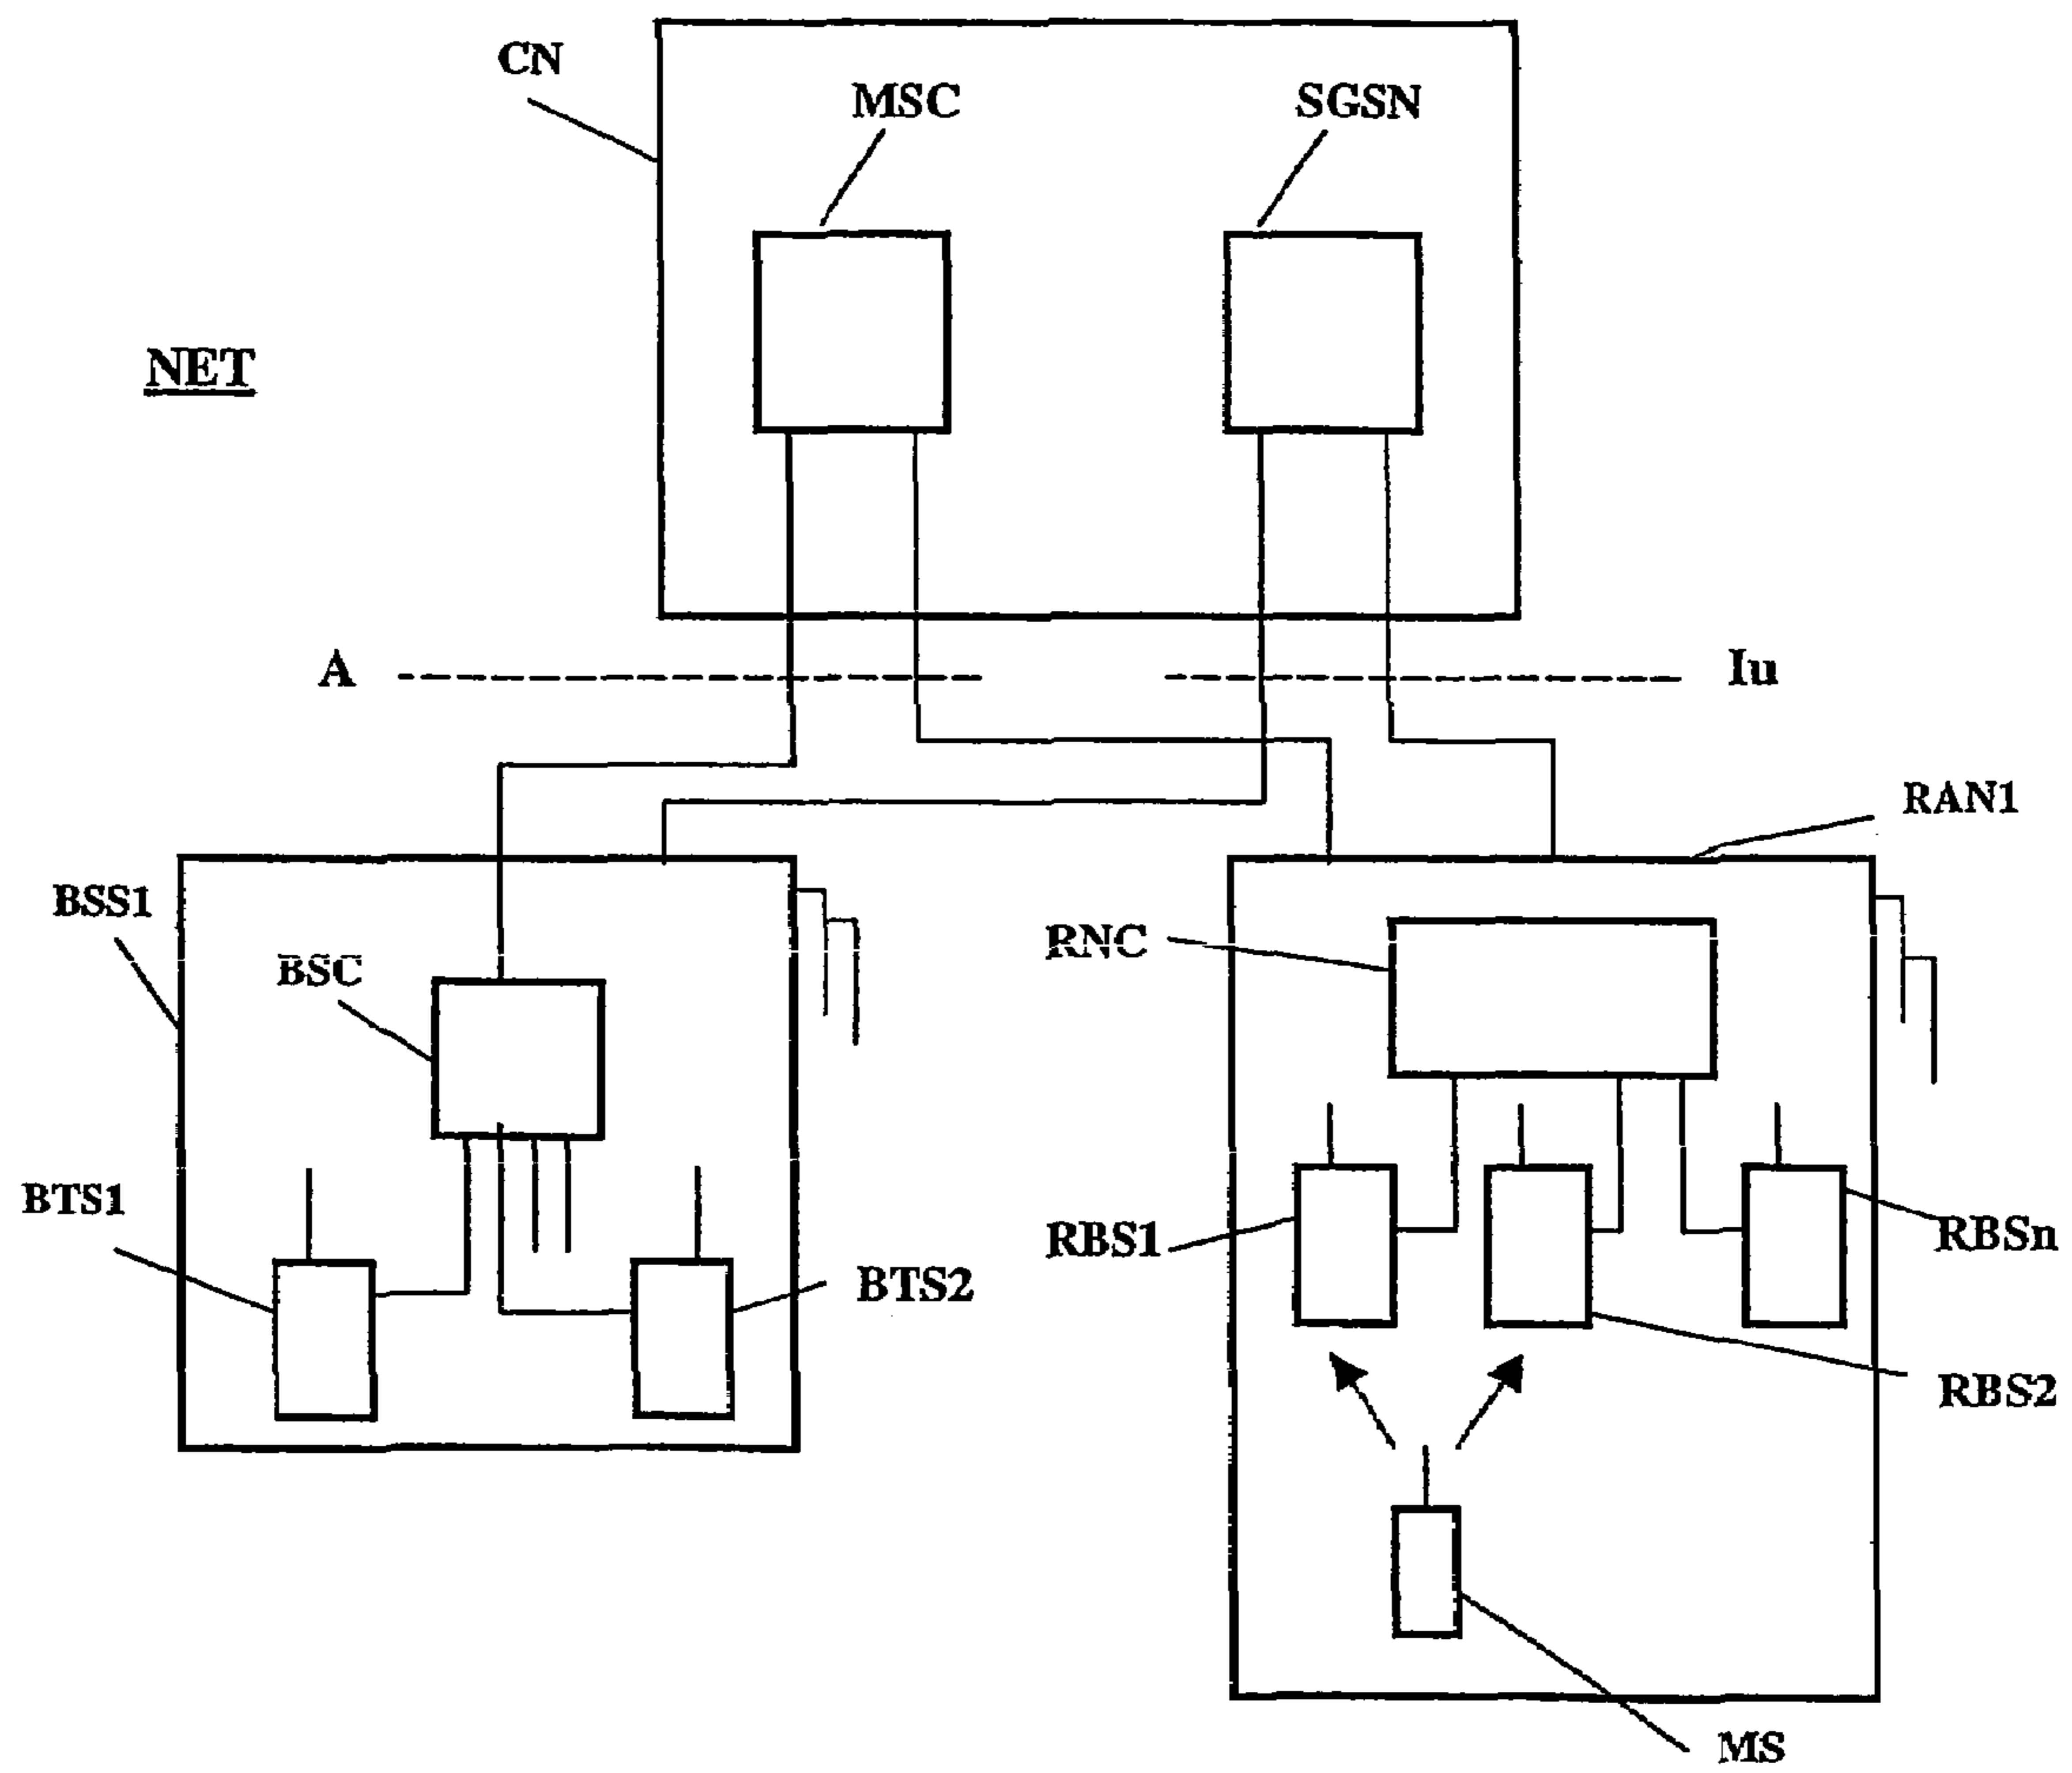 CN
MSC
SGSN
NET
A
Iu
RAN1
BSS1
RNC
BSC
BTS1
RBS1
RBSn
BTS2
RBS2
MS